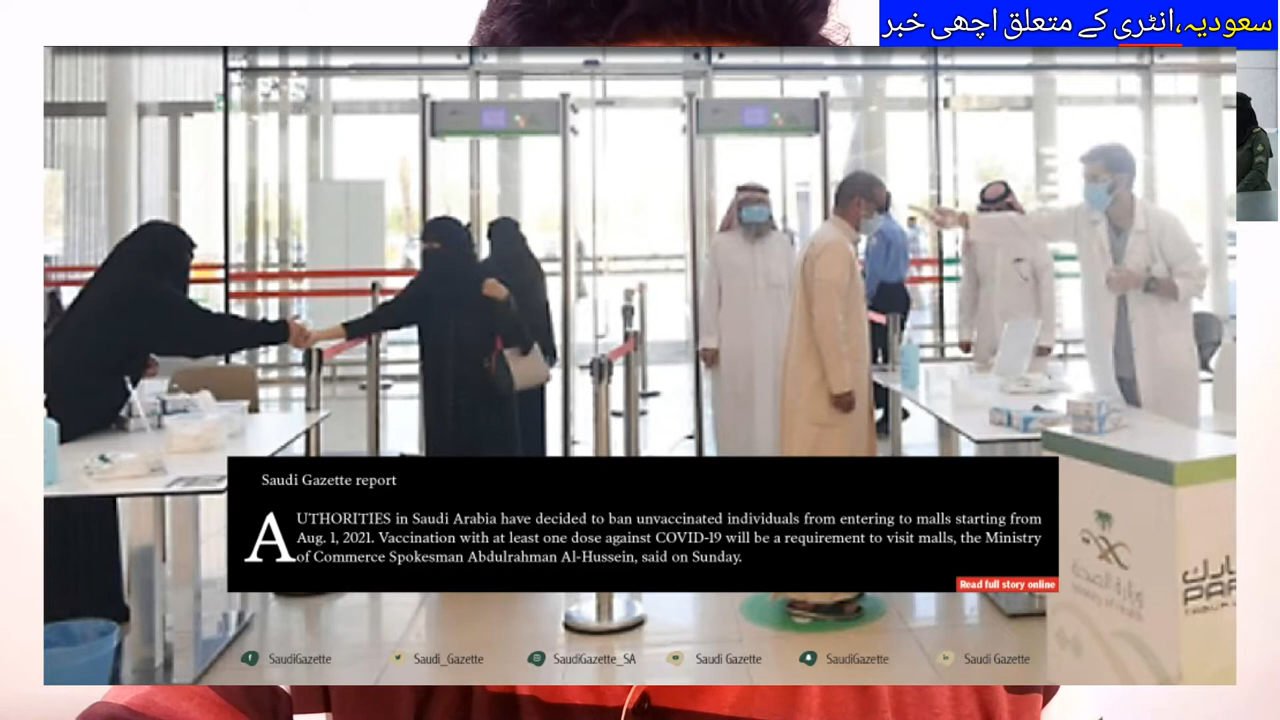 سعودیہ،انٹری کے متعلق اچھی خبر
Saudi Gazette report
AUTHORITIES in Saudi Arabia have decided to ban unvaccinated individuals from entering to malls starting from
Aug. 1, 2021. Vaccination with at least one dose against COVID-19 will be a requirement to visit malls, the Ministry
of Commerce Spokesman Abdulrahman Al-Hussein, said on Sunday.
Read full story online
وزارة الصحة
Ministry of Health
SaudiGazette
Saudi_Gazette
SaudiGazette_SA
Saudi Gazette
SaudiGazette
Saudi Gazette